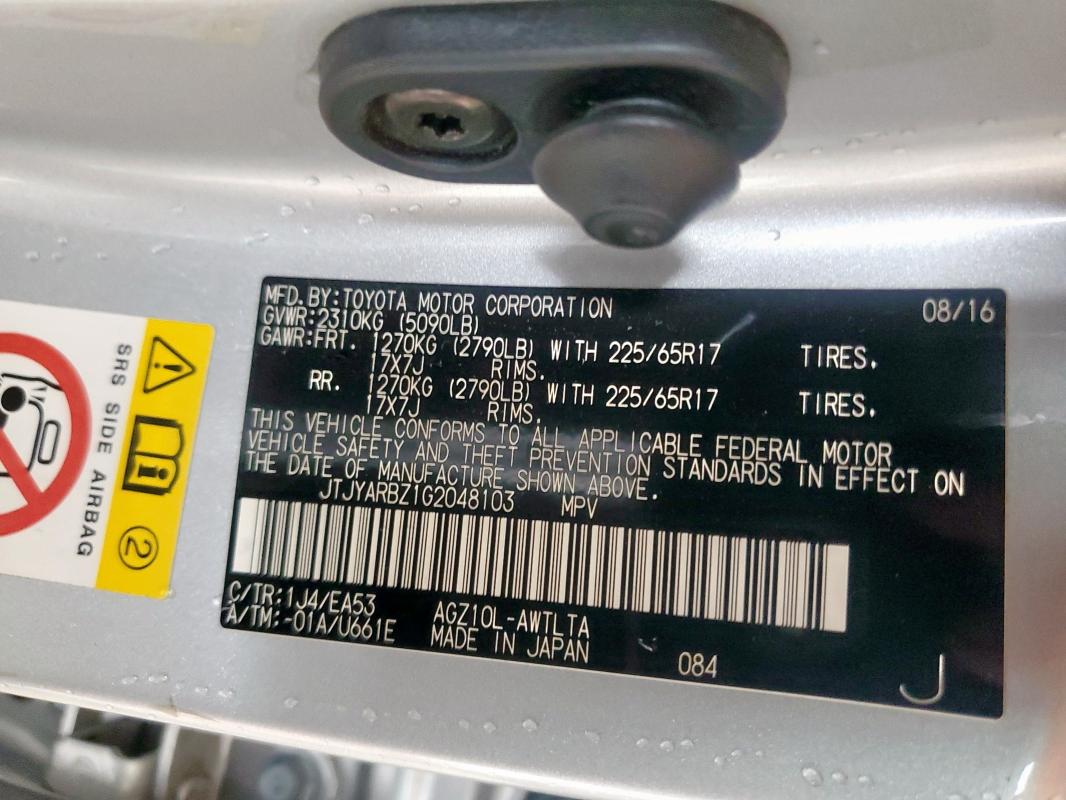 MFD.BY:TOYOTA MOTOR CORPORATION 08/16
GVWR:2310KG (5090LB)
GAWR:FRT. 1270KG (2790LB) WITH 225/65R17 TIRES.
17X7J RIMS.
RR. 1270KG (2790LB) WITH 225/65R17 TIRES.
17X7J RIMS.
THIS VEHICLE CONFORMS TO ALL APPLICABLE FEDERAL MOTOR
VEHICLE SAFETY AND THEFT PREVENTION STANDARDS IN EFFECT ON
THE DATE OF MANUFACTURE SHOWN ABOVE.
JTJYARBZ1G2048103 MPV
C/TR:1J4/EA53 AGZ10L-AWTLTA
A/TM:-01A/U661E MADE IN JAPAN 084
J
SRS SIDE AIRBAG
2